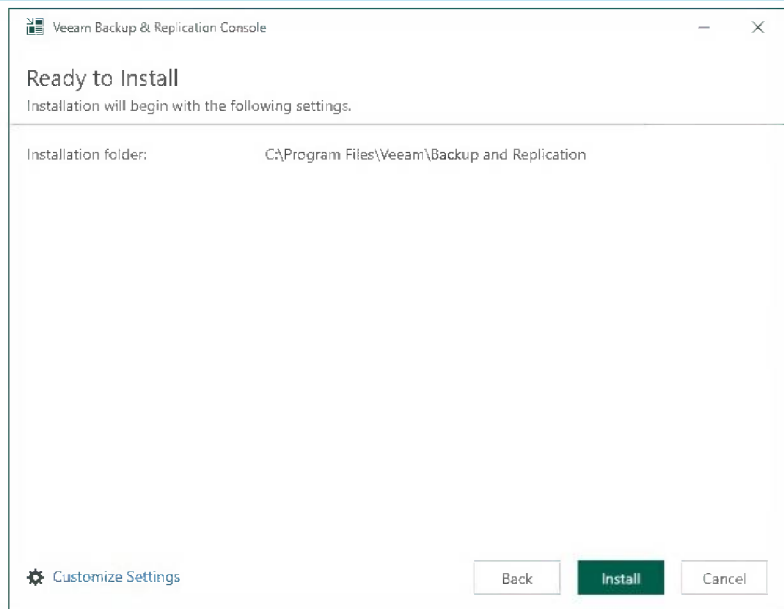 Veeam Backup & Replication Console
Ready to Install
Installation will begin with the following settings.
Installation folder: C:\Program Files\Veeam\Backup and Replication
Customize Settings Back Install Cancel